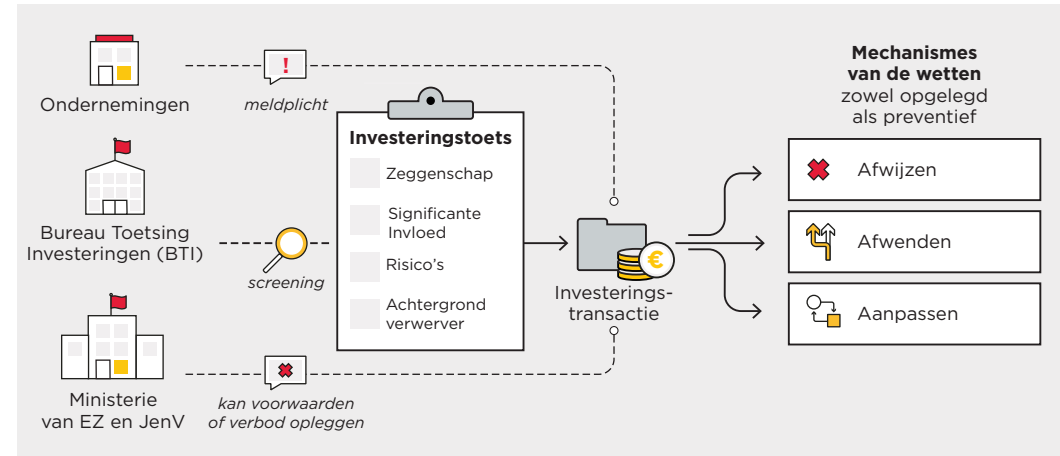 Ondernemingen
!
meldplicht
Bureau Toetsing
Investeringen (BTI)
screening
Ministerie
van EZ en JenV
kan voorwaarden
of verbod opleggen
Investeringstoets
Zeggenschap
Significante
Invloed
Risico's
Achtergrond
verwerver
€
Investerings-
transactie
Mechanismes
van de wetten
zowel opgelegd
als preventief
Afwijzen
Afwenden
Aanpassen